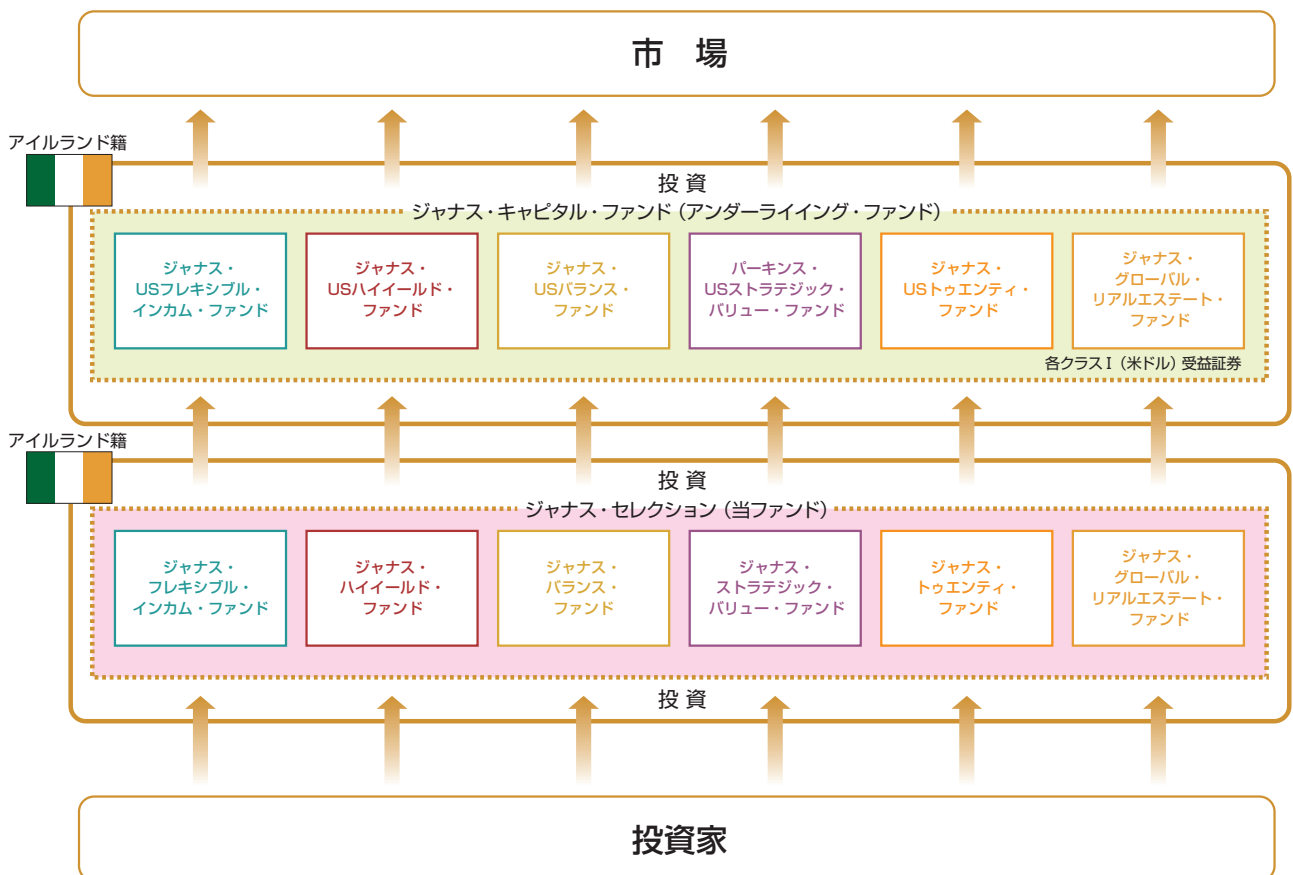 市 場
アイルランド籍
投 資
ジャナス・キャピタル・ファンド（アンダーライイング・ファンド）
ジャナス・
USフレキシブル・
インカム・ファンド
ジャナス・
USハイイールド・
ファンド
ジャナス・
USバランス・
ファンド
パーキンス・
USストラテジック・
バリュー・ファンド
ジャナス・
USトゥエンティ・
ファンド
ジャナス・
グローバル・
リアルエステート・
ファンド
各クラスI（米ドル）受益証券
アイルランド籍
投 資
ジャナス・セレクション（当ファンド）
ジャナス・
フレキシブル・
インカム・ファンド
ジャナス・
ハイイールド・
ファンド
ジャナス・
バランス・
ファンド
ジャナス・
ストラテジック・
バリュー・ファンド
ジャナス・
トゥエンティ・
ファンド
ジャナス・
グローバル・
リアルエステート・
ファンド
投 資
投資家